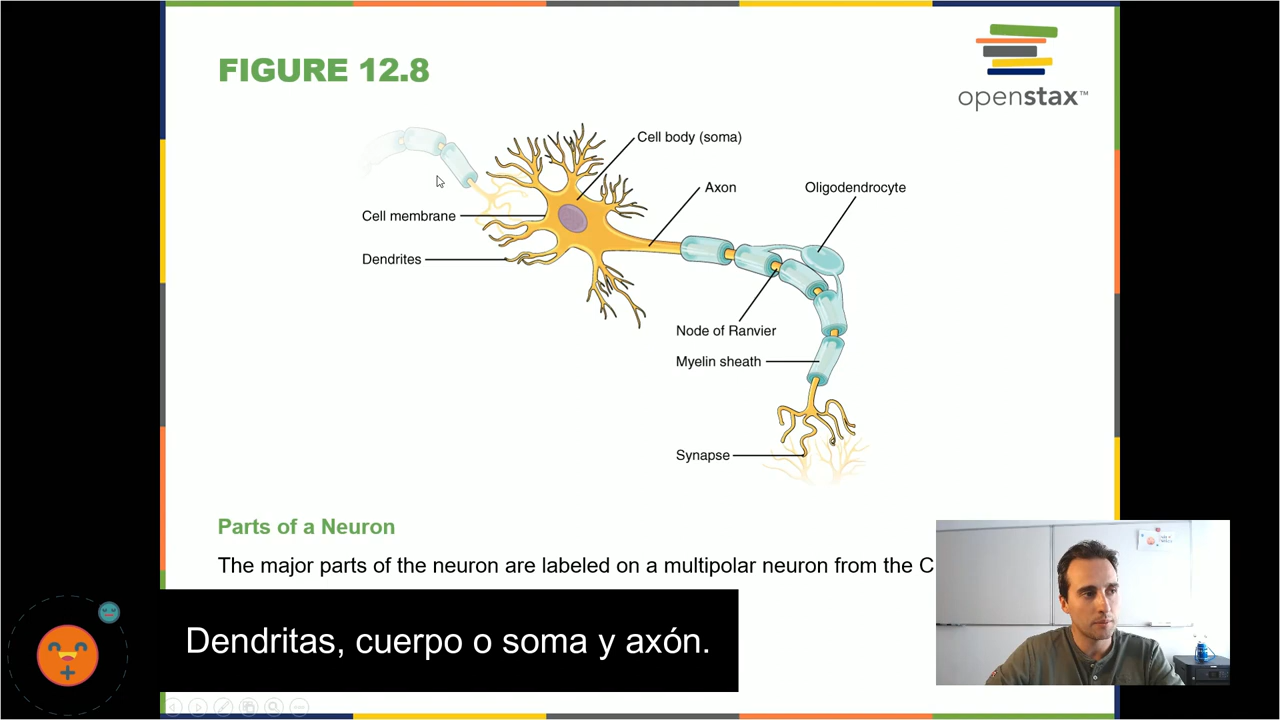 FIGURE 12.8
openstax™
Cell body (soma)
Axon
Oligodendrocyte
Cell membrane
Dendrites
Node of Ranvier
Myelin sheath
Synapse
Parts of a Neuron
The major parts of the neuron are labeled on a multipolar neuron from the C
Dendritas, cuerpo o soma y axón.